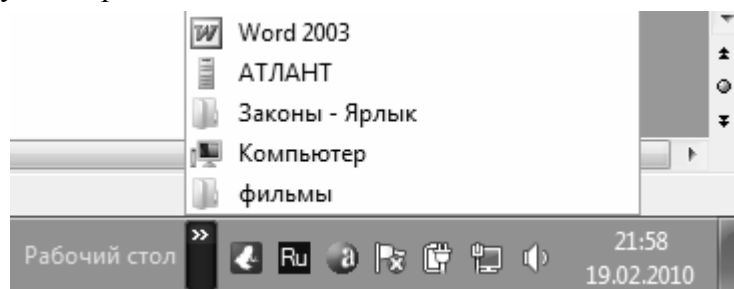 Word 2003
АТЛАНТ
Законы - Ярлык
Компьютер
фильмы
Рабочий стол » Ru a 21:58
19.02.2010